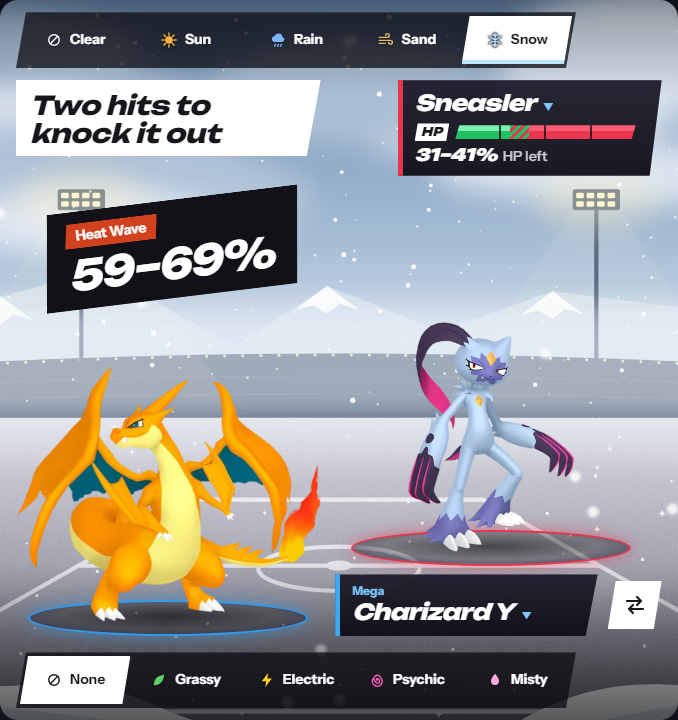 Clear
Sun
Rain
Sand
Snow
Two hits to
knock it out
Sneasler
HP
31–41% HP left
Heat Wave
59–69%
Mega
Charizard Y
None
Grassy
Electric
Psychic
Misty